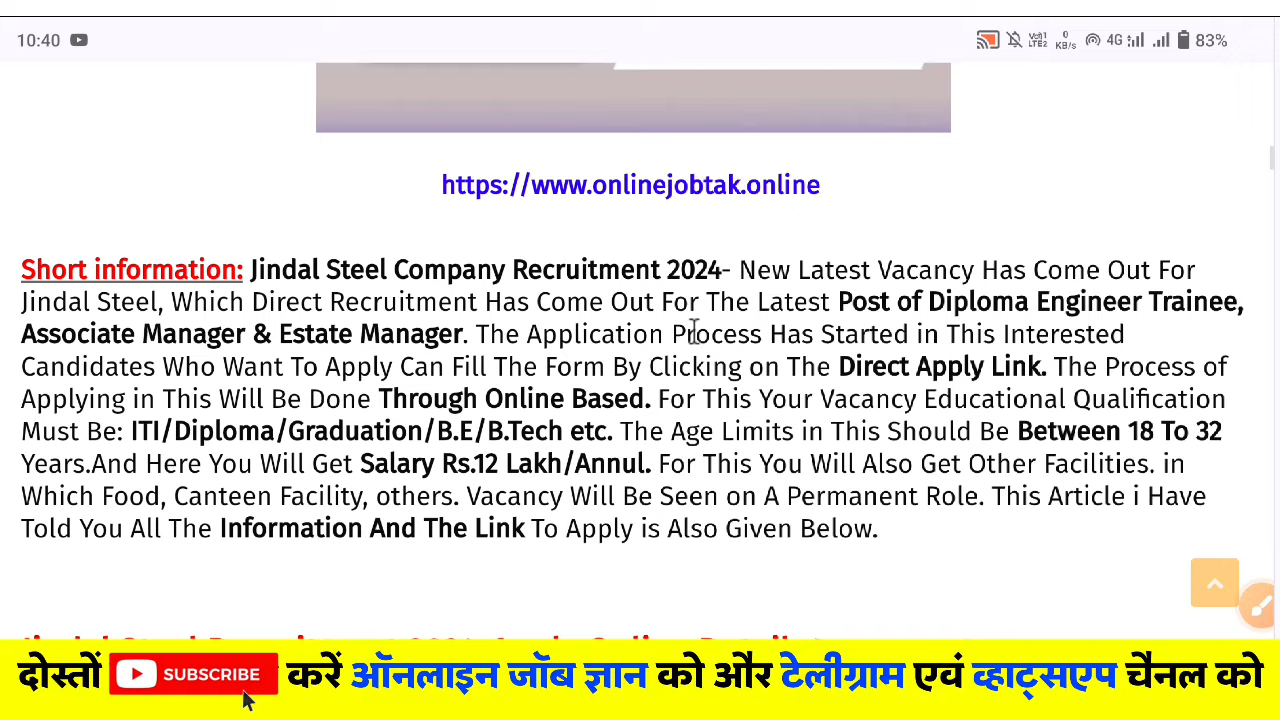 10:40 Vo)) LTE2 0 KB/s 4G 83%
https://www.onlinejobtak.online
Short information: Jindal Steel Company Recruitment 2024- New Latest Vacancy Has Come Out For
Jindal Steel, Which Direct Recruitment Has Come Out For The Latest Post of Diploma Engineer Trainee,
Associate Manager & Estate Manager. The Application Process Has Started in This Interested
Candidates Who Want To Apply Can Fill The Form By Clicking on The Direct Apply Link. The Process of
Applying in This Will Be Done Through Online Based. For This Your Vacancy Educational Qualification
Must Be: ITI/Diploma/Graduation/B.E/B.Tech etc. The Age Limits in This Should Be Between 18 To 32
Years.And Here You Will Get Salary Rs.12 Lakh/Annul. For This You Will Also Get Other Facilities. in
Which Food, Canteen Facility, others. Vacancy Will Be Seen on A Permanent Role. This Article i Have
Told You All The Information And The Link To Apply is Also Given Below.
दोस्तों SUBSCRIBE करें ऑनलाइन जॉब ज्ञान को और टेलीग्राम एवं व्हाट्सएप चैनल को